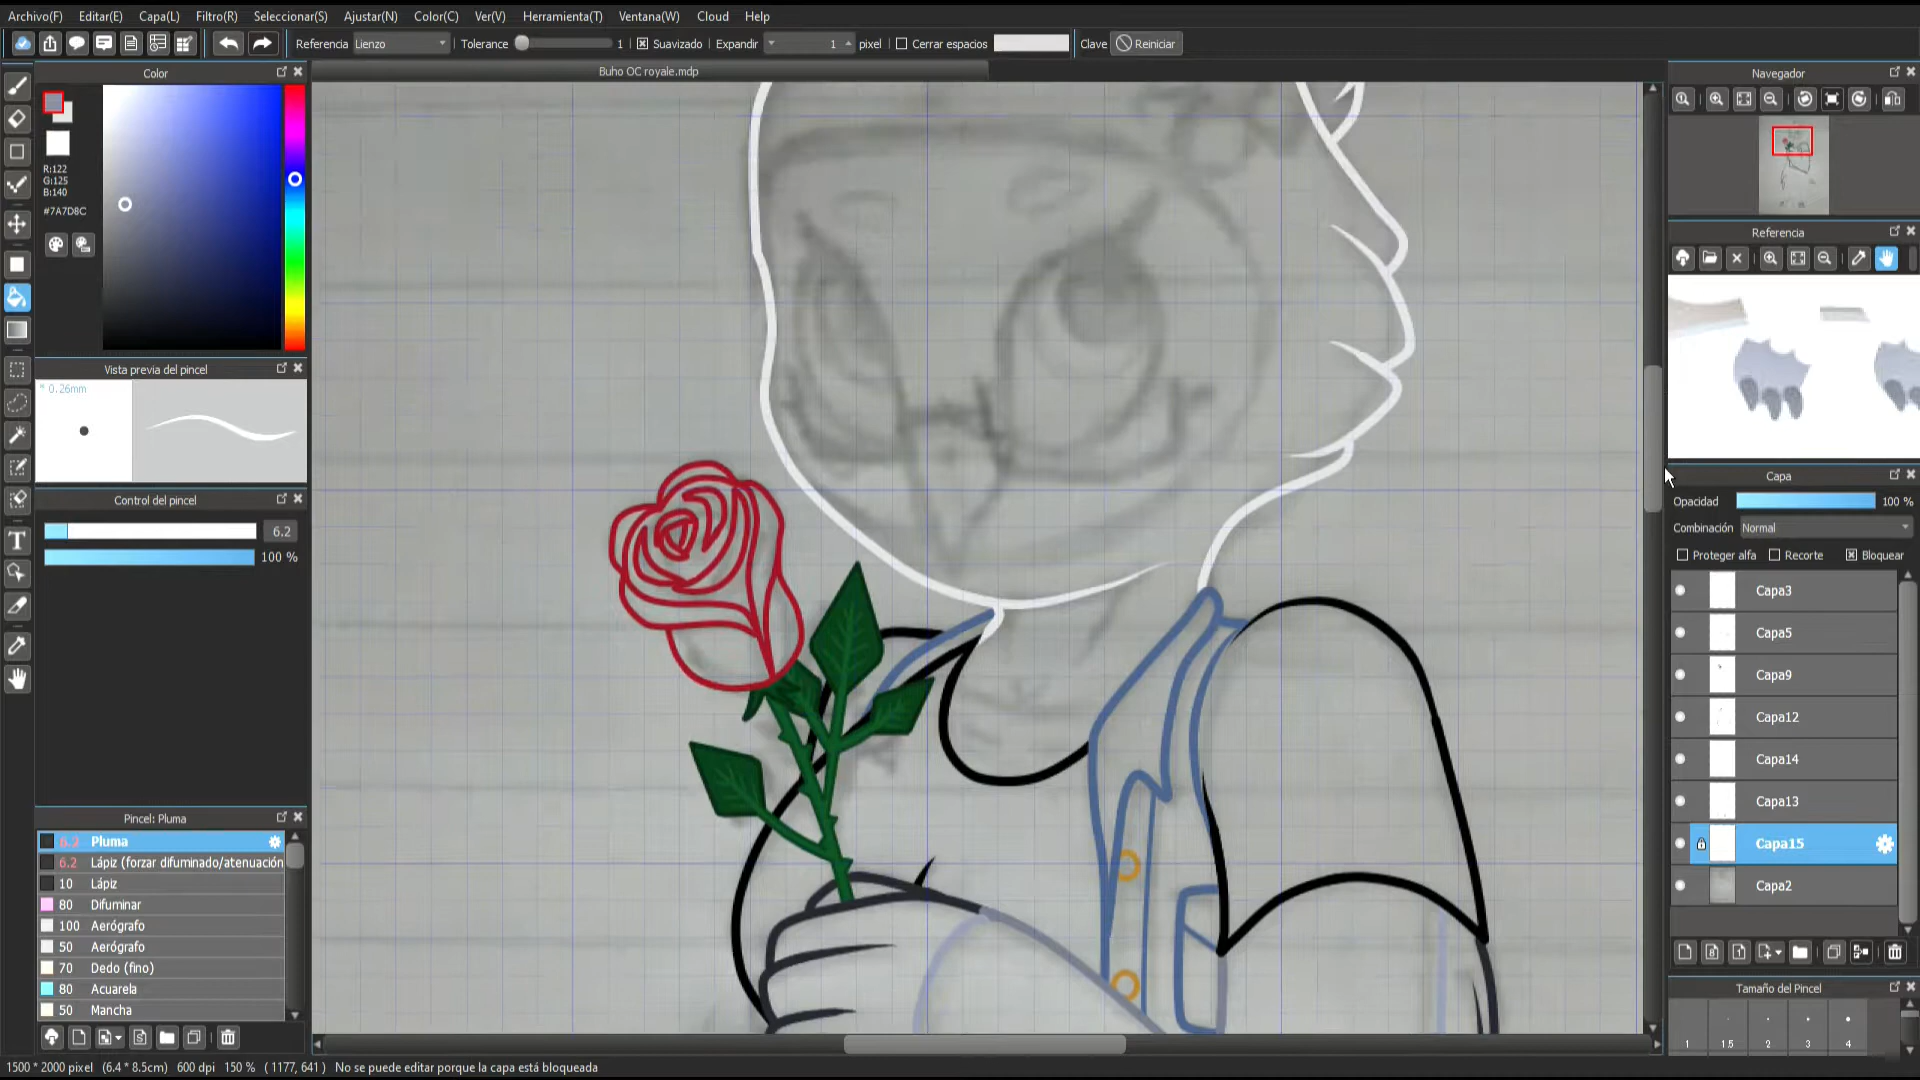 Archivo(F) Editar(E) Capa(L) Filtro(R) Seleccionar(S) Ajustar(N) Color(C) Ver(V) Herramienta(T) Ventana(W) Cloud Help
Referencia Lienzo Tolerance 1 Suavizado Expandir 1 pixel Cerrar espacios Clave Reiniciar
Color
Buho OC royale.mdp
Navegador
R:122
G:125
B:140
#7A7D8C
Referencia
Vista previa del pincel
* 0.26mm
Capa
Opacidad 100 %
Control del pincel
Combinación Normal
6.2
Proteger alfa Recorte Bloquear
100 %
Capa3
Capa5
Capa9
Capa12
Capa14
Capa13
Capa15
Capa2
Pincel: Pluma
6.2 Pluma
6.2 Lápiz (forzar difuminado/atenuación
10 Lápiz
80 Difuminar
100 Aerógrafo
50 Aerógrafo
70 Dedo (fino)
80 Acuarela
50 Mancha
Tamaño del Pincel
1 1.5 2 3 4
1500 * 2000 pixel (6.4 * 8.5cm) 600 dpi 150 % ( 1177, 641 ) No se puede editar porque la capa está bloqueada